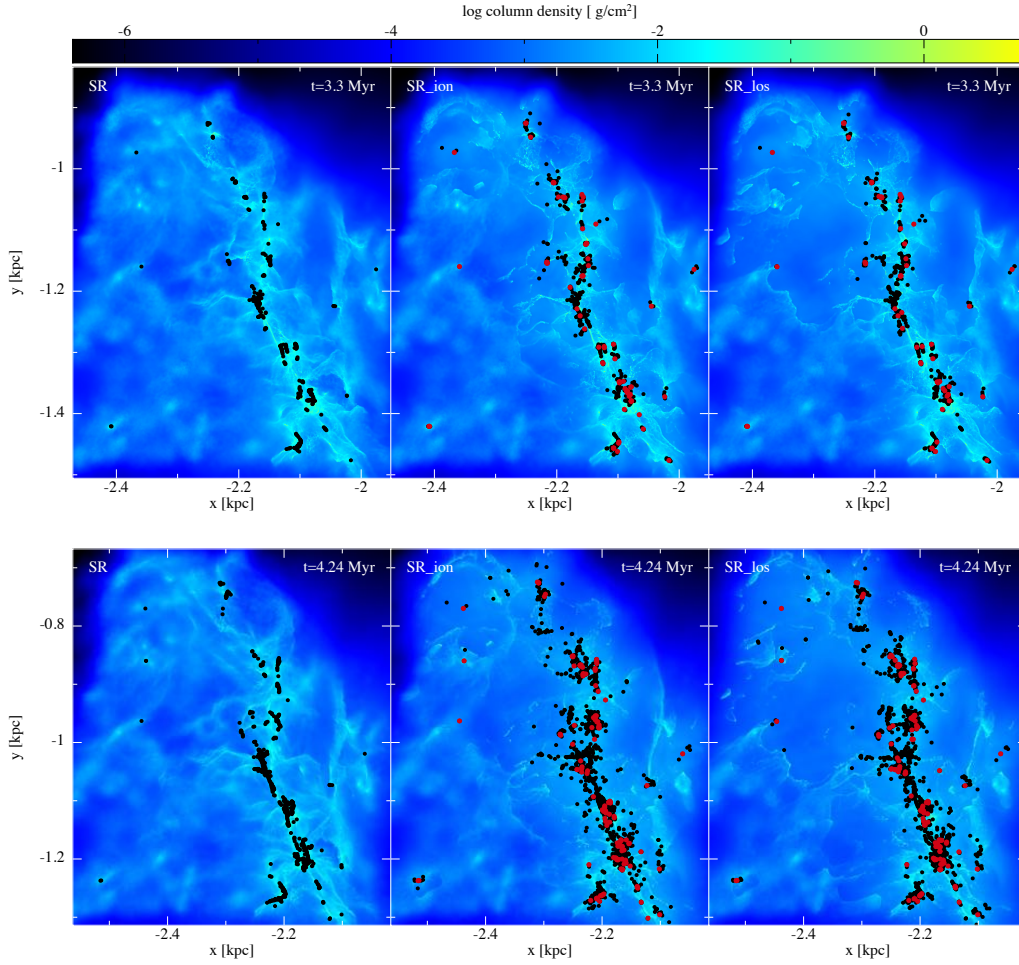 log column density [ g/cm²]
-6 -4 -2 0
SR t=3.3 Myr SR_ion t=3.3 Myr SR_los t=3.3 Myr
-1
-1.2
-1.4
y [kpc]
-2.4 -2.2 -2 -2.4 -2.2 -2 -2.4 -2.2 -2
x [kpc] x [kpc] x [kpc]
SR t=4.24 Myr SR_ion t=4.24 Myr SR_los t=4.24 Myr
-0.8
-1
-1.2
y [kpc]
-2.4 -2.2 -2.4 -2.2 -2.4 -2.2
x [kpc] x [kpc] x [kpc]